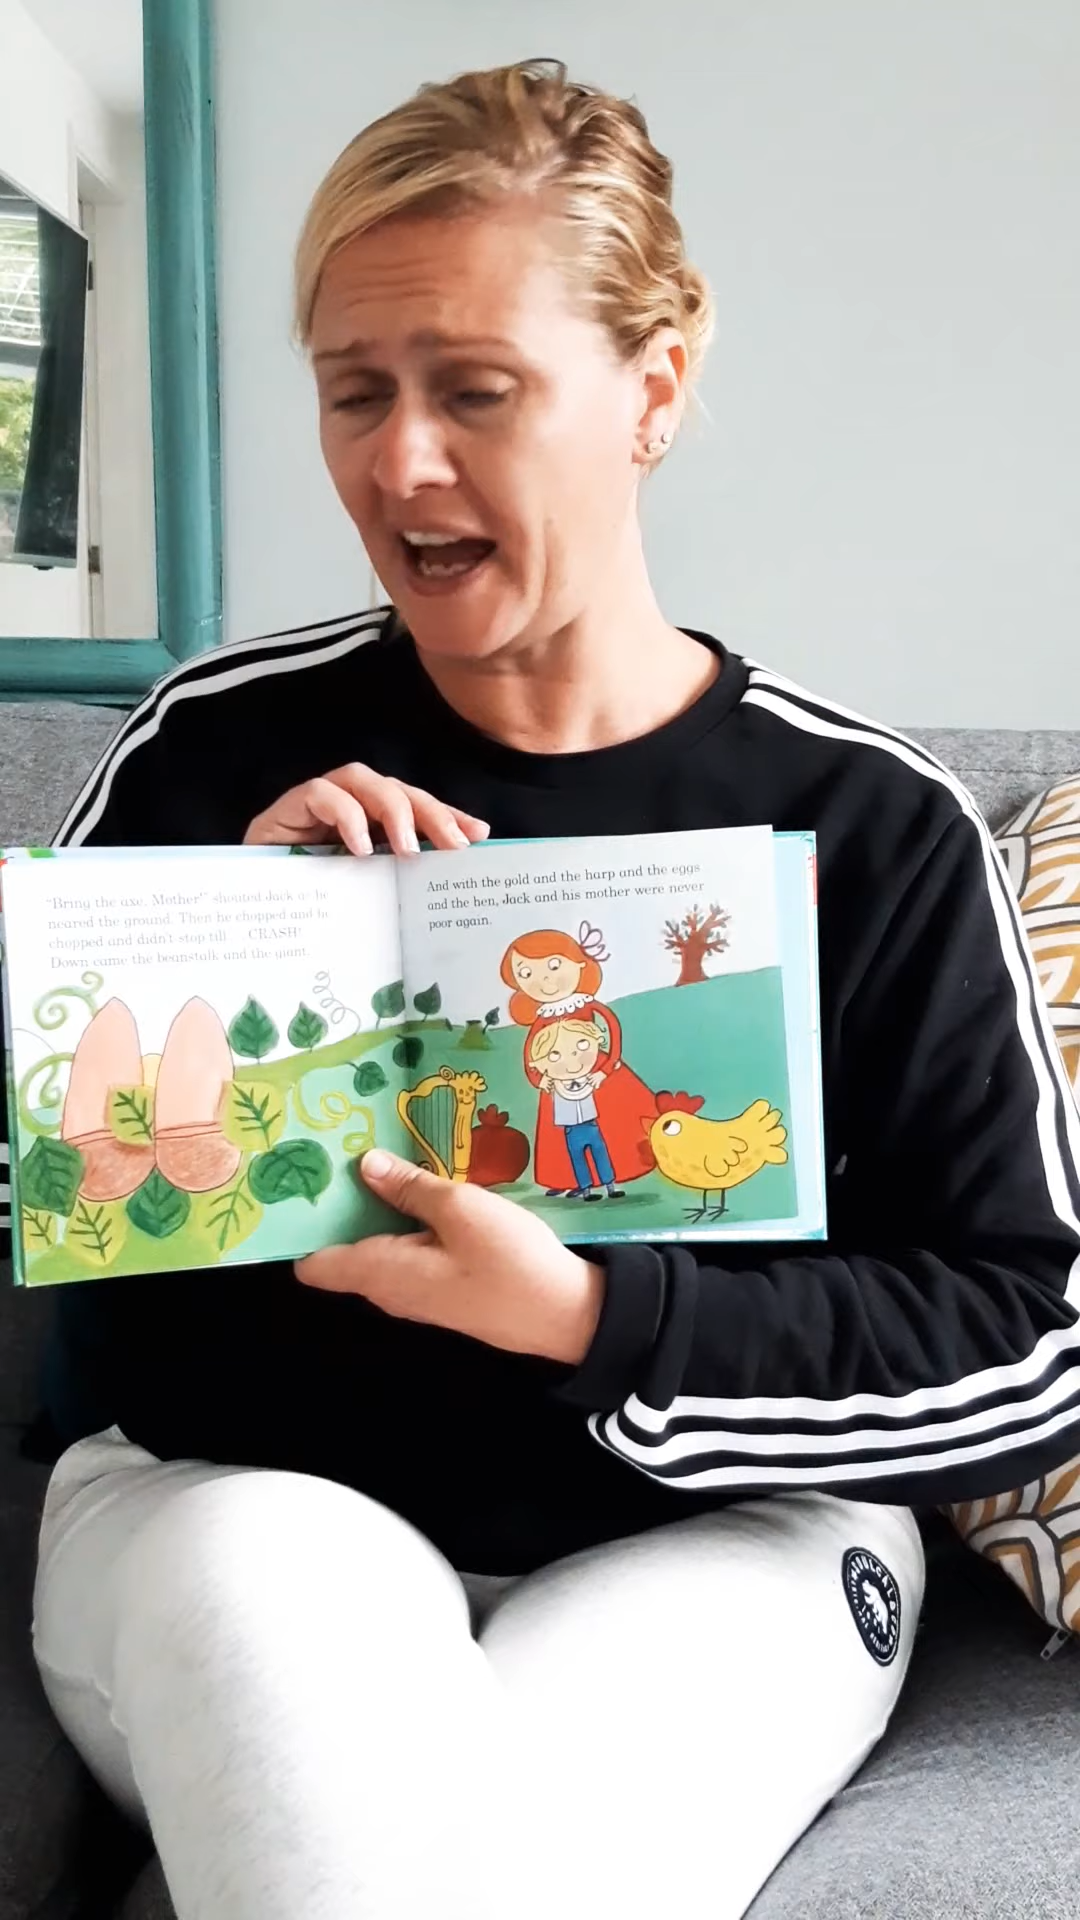 "Bring the axe, Mother!" shouted Jack as he
neared the ground. Then he chopped and he
chopped and didn't stop till ... CRASH!
Down came the beanstalk and the giant.
And with the gold and the harp and the eggs
and the hen, Jack and his mother were never
poor again.